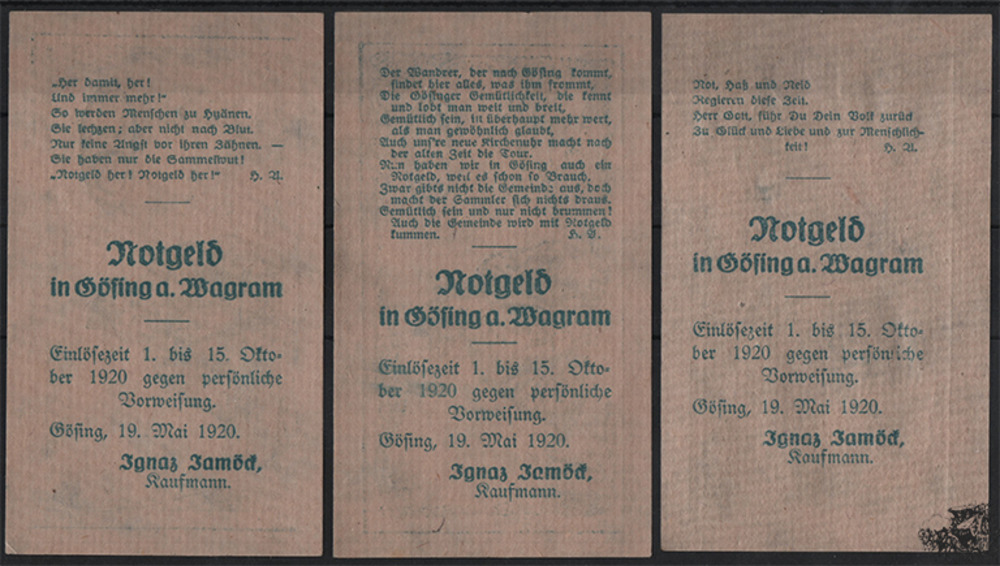 „Her damit, her!
Und immer mehr!"
So werden Menschen zu Hyänen.
Sie lechzen; aber nicht nach Blut.
Nur keine Angst vor ihren Zähnen. —
Sie haben nur die Sammelwut!
„Notgeld her! Notgeld her!" H. A.
Notgeld
in Gösing a. Wagram
Einlösezeit 1. bis 15. Okto-
ber 1920 gegen persönliche
Vorweisung.
Gösing, 19. Mai 1920.
Ignaz Jamöck,
Kaufmann.
Der Wandrer, der nach Gösing kommt,
findet hier alles, was ihm frommt,
Die Gösinger Gemütlichkeit, die kennt
und lobt man weit und breit,
Gemütlich sein, ist überhaupt mehr wert,
als man gewöhnlich glaubt,
Auch uns're neue Kirchenuhr macht nach
der alten Zeit die Tour.
Nun haben wir in Gösing auch ein
Notgeld, weil es schon so Brauch.
Zwar gibts nicht die Gemeinde aus, doch
macht der Sammler sich nichts draus.
Gemütlich sein und nur nicht brummen!
Auch die Gemeinde wird mit Notgeld
kummen. H. A.
Notgeld
in Gösing a. Wagram
Einlösezeit 1. bis 15. Okto-
ber 1920 gegen persönliche
Vorweisung.
Gösing, 19. Mai 1920.
Ignaz Jamöck,
Kaufmann.
Not, Haß und Neid
Regieren diese Zeit.
Herr Gott, führ Du Dein Volk zurück
Zu Glück und Liebe und zur Menschlich-
keit! H. A.
Notgeld
in Gösing a. Wagram
Einlösezeit 1. bis 15. Okto-
ber 1920 gegen persönliche
Vorweisung.
Gösing, 19. Mai 1920.
Ignaz Jamöck,
Kaufmann.